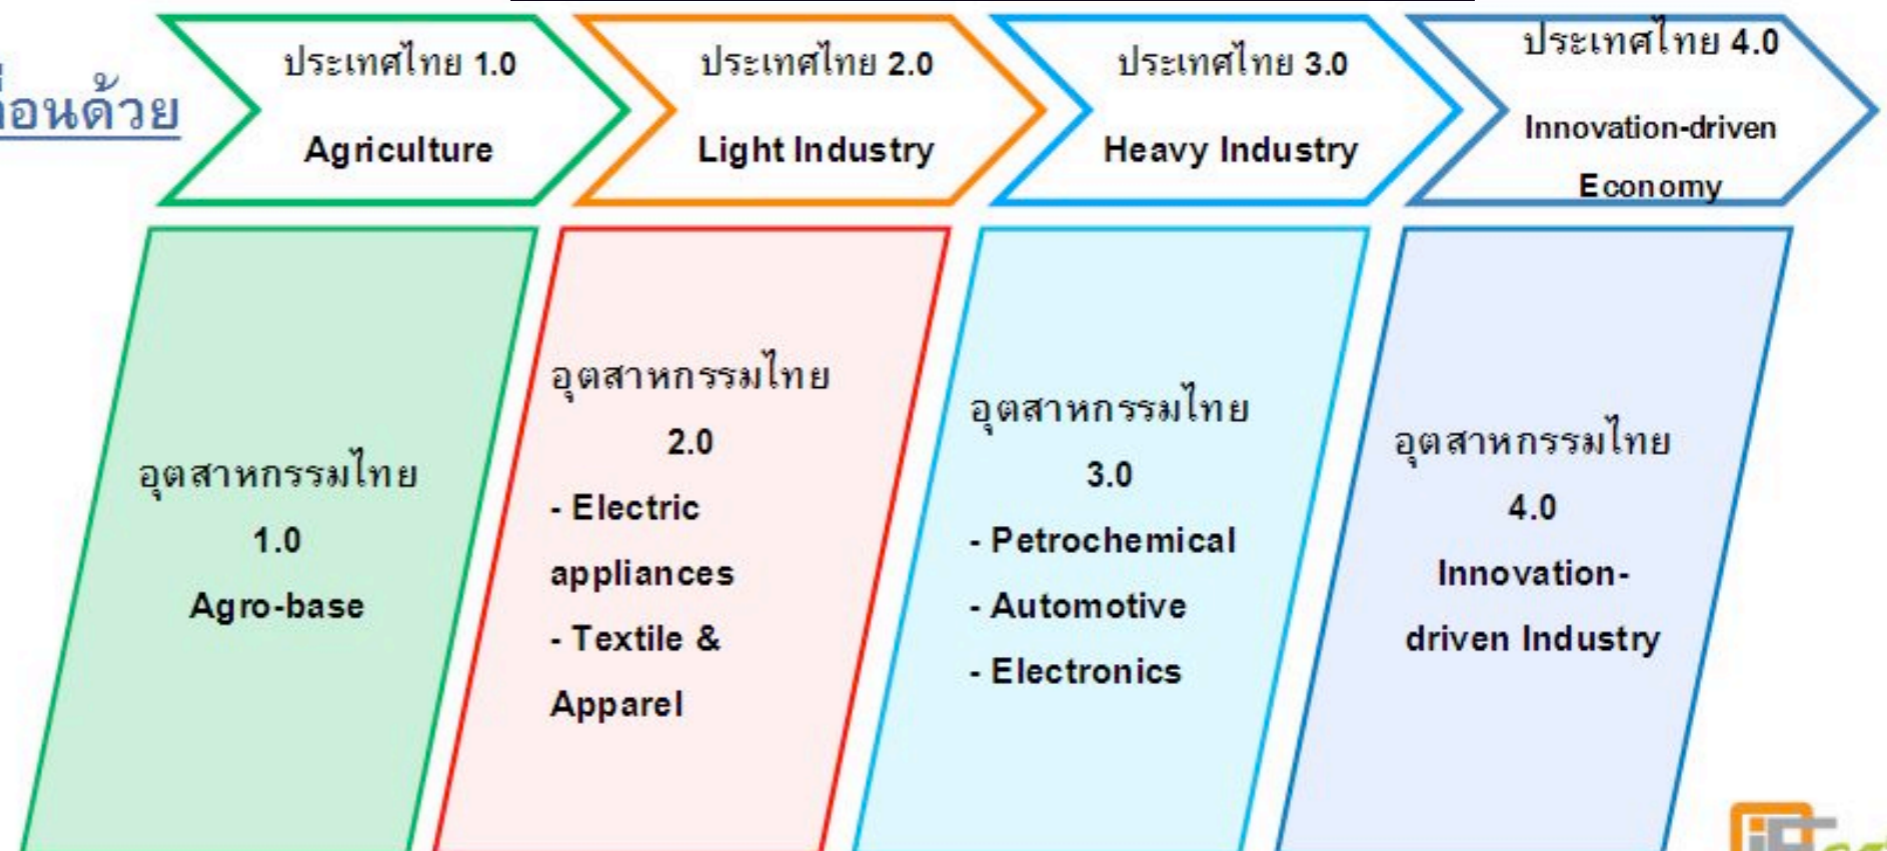 ด้วย
ประเทศไทย 1.0
Agriculture
ประเทศไทย 2.0
Light Industry
ประเทศไทย 3.0
Heavy Industry
ประเทศไทย 4.0
Innovation-driven
Economy
อุตสาหกรรมไทย
1.0
Agro-base
อุตสาหกรรมไทย
2.0
- Electric
appliances
- Textile &
Apparel
อุตสาหกรรมไทย
3.0
- Petrochemical
- Automotive
- Electronics
อุตสาหกรรมไทย
4.0
Innovation-
driven Industry